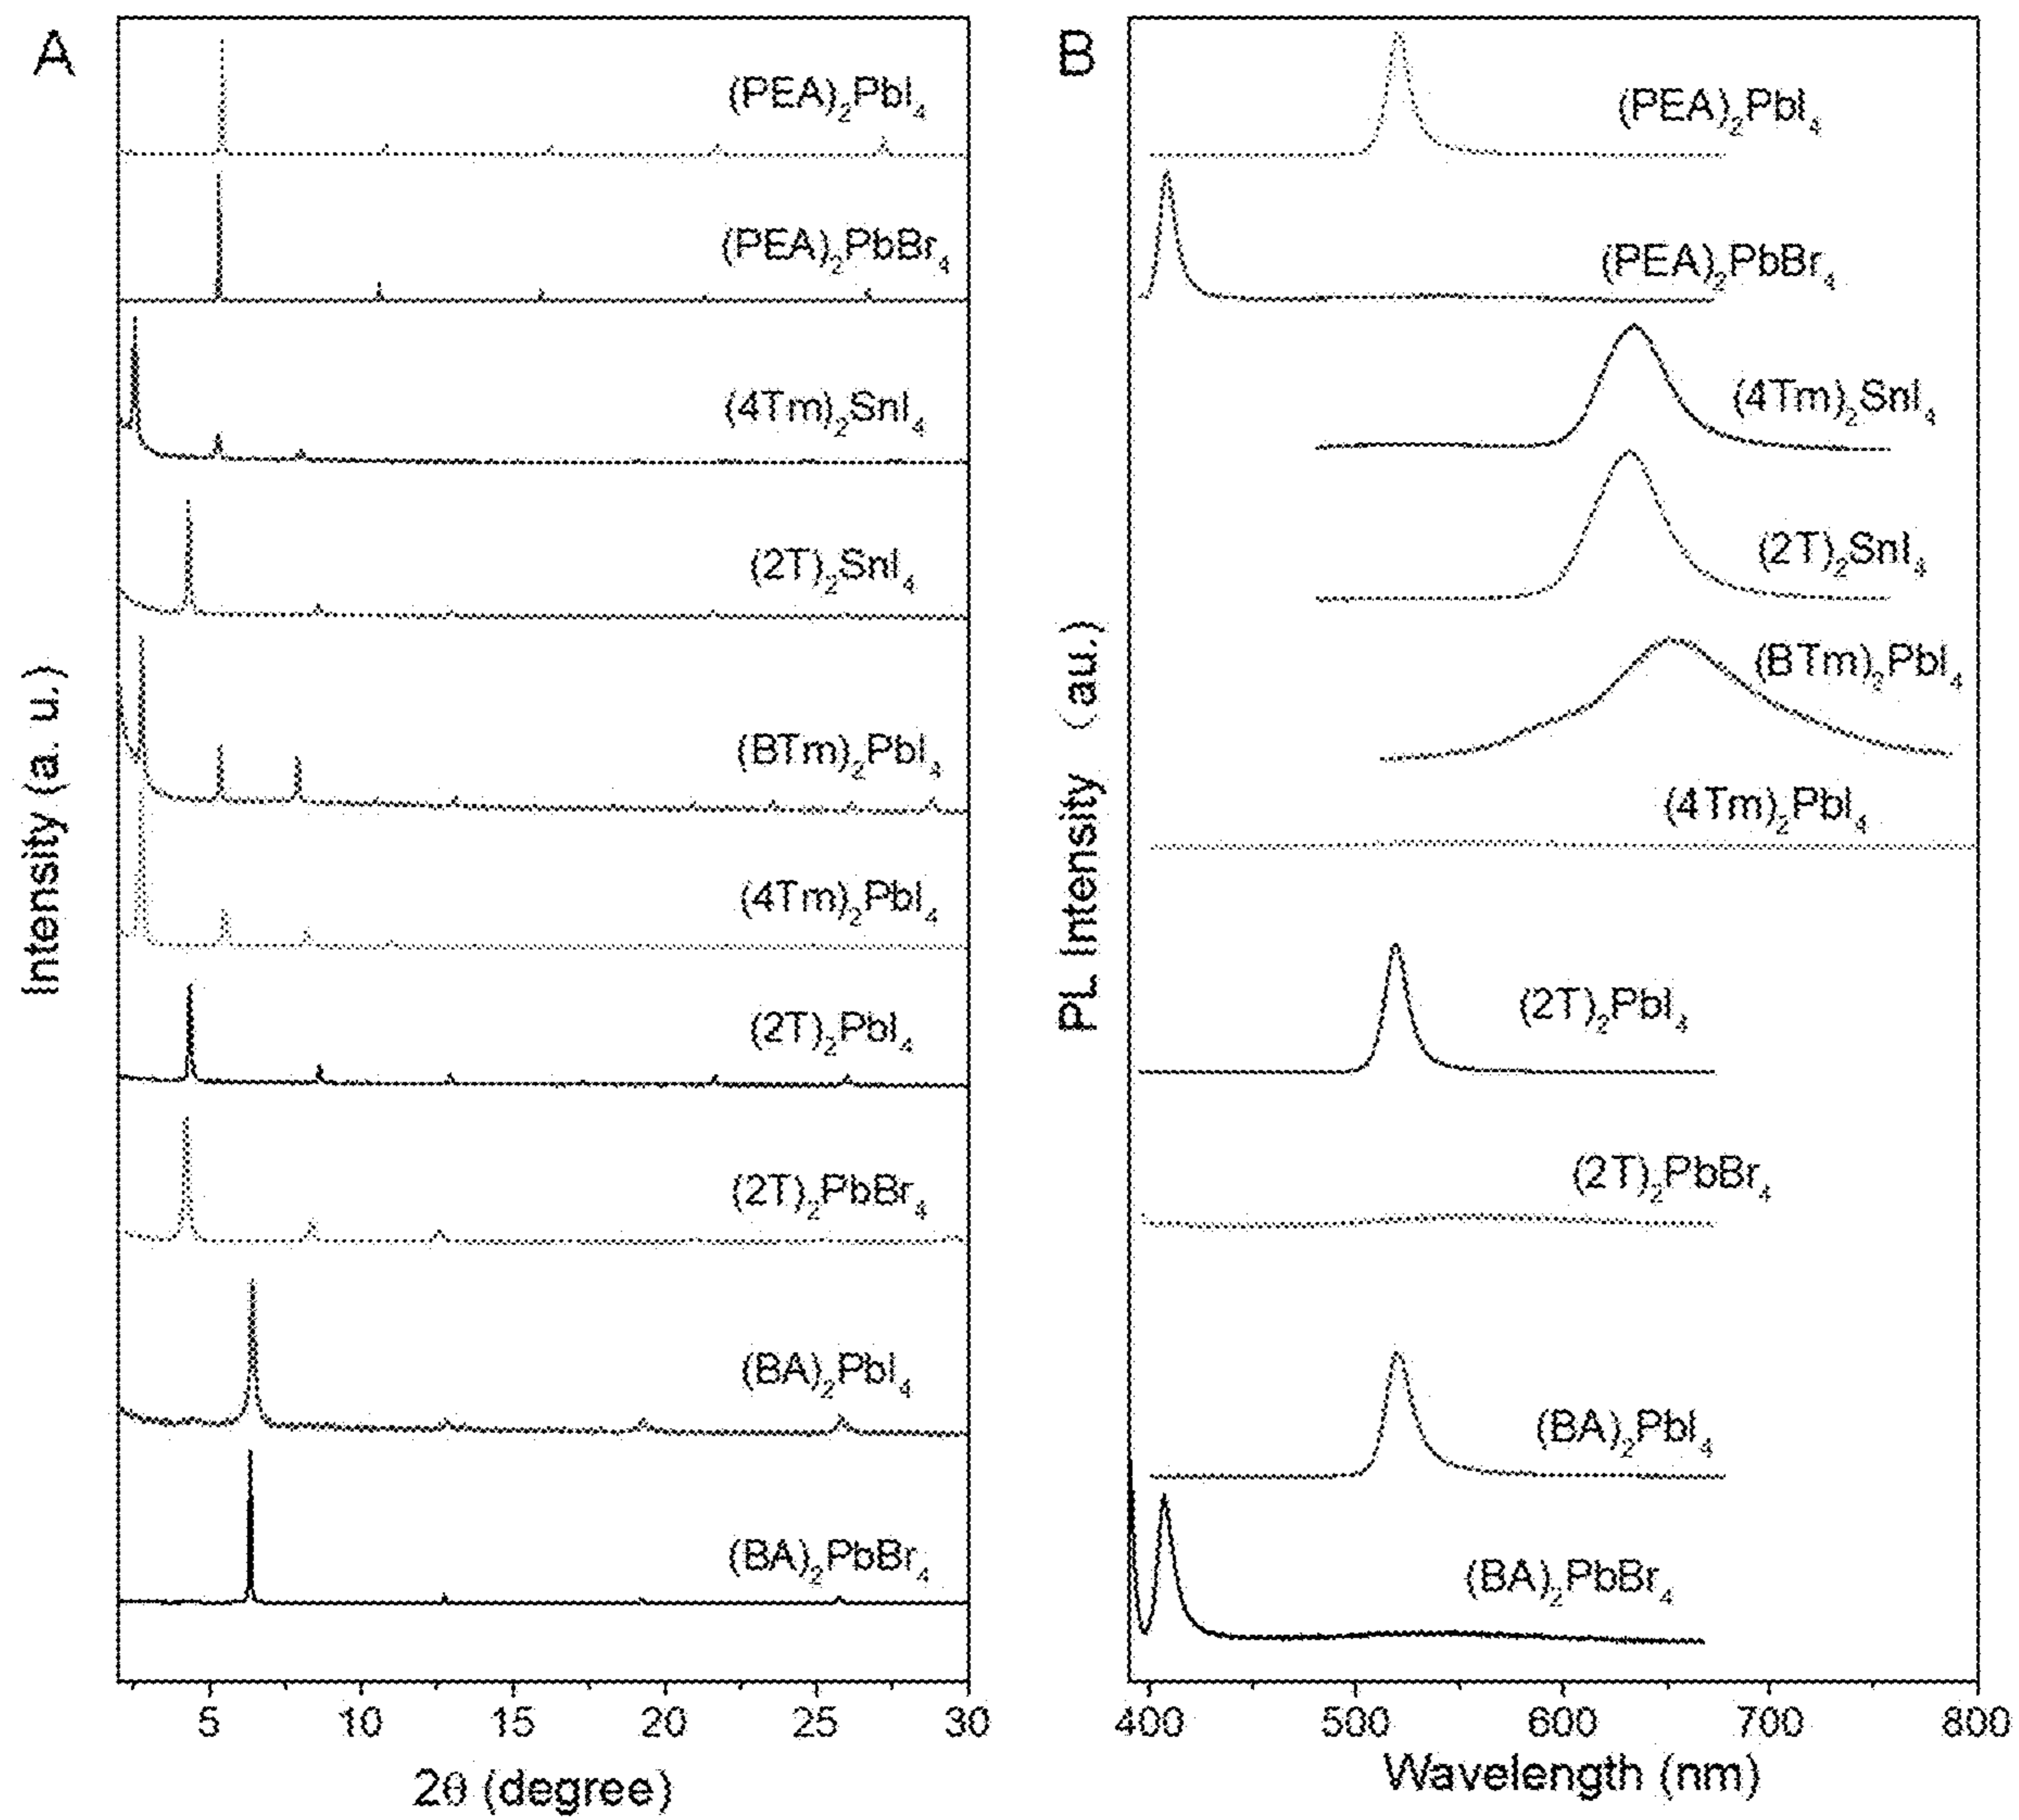 A
Intensity (a. u.)
(PEA)₂PbI₄
(PEA)₂PbBr₄
(4Tm)₂SnI₄
(2T)₂SnI₄
(BTm)₂PbI₄
(4Tm)₂PbI₄
(2T)₂PbI₄
(2T)₂PbBr₄
(BA)₂PbI₄
(BA)₂PbBr₄
5 10 15 20 25 30
2θ (degree)
B
PL Intensity (au.)
(PEA)₂PbI₄
(PEA)₂PbBr₄
(4Tm)₂SnI₄
(2T)₂SnI₄
(BTm)₂PbI₄
(4Tm)₂PbI₄
(2T)₂PbI₄
(2T)₂PbBr₄
(BA)₂PbI₄
(BA)₂PbBr₄
400 500 600 700 800
Wavelength (nm)